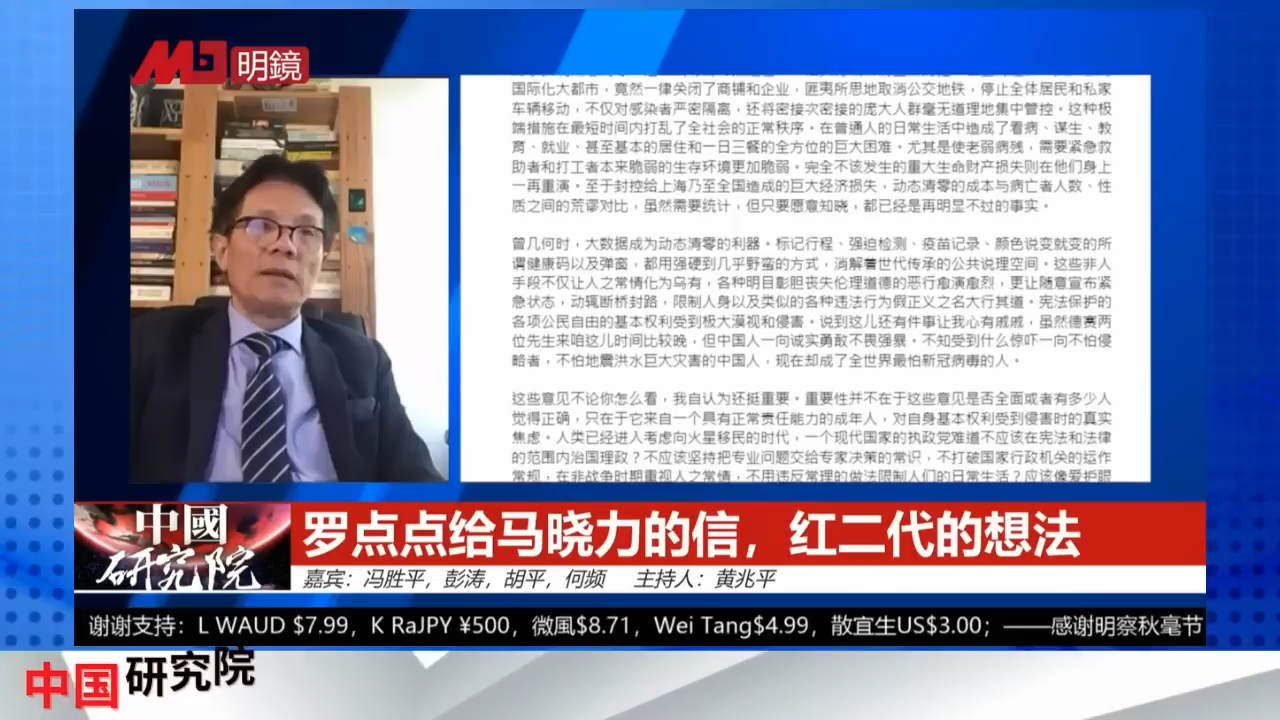 明鏡
国际化大都市，竟然一律关闭了商铺和企业，匪夷所思地取消公交地铁，停止全体居民和私家
车辆移动，不仅对感染者严密隔离，还将密接次密接的庞大人群毫无道理地集中管控。这种极
端措施在最短时间内打乱了全社会的正常秩序。在普通人的日常生活中造成了看病、谋生、教
育、就业、甚至基本的居住和一日三餐的全方位的巨大困难。尤其是使老弱病残，需要紧急救
助者和打工者本来脆弱的生存环境更加脆弱。完全不该发生的重大生命财产损失则在他们身上
一再重演。至于封控给上海乃至全国造成的巨大经济损失，动态清零的成本与病亡者人数、性
质之间的荒谬对比，虽然需要统计，但只要愿意知晓，都已经是再明显不过的事实。
曾几何时，大数据成为动态清零的利器。标记行程、强迫检测、疫苗记录、颜色说变就变的所
谓健康码以及弹窗，都用强硬到几乎野蛮的方式，消解着世代传承的公共说理空间。这些非人
手段不仅让人之常情化为乌有，各种明目彰胆丧失伦理道德的恶行愈演愈烈，更让随意宣布紧
急状态，动辄断桥封路，限制人身以及类似的各种违法行为假正义之名大行其道。宪法保护的
各项公民自由的基本权利受到极大漠视和侵害。说到这儿还有件事让我心有戚戚，虽然德赛两
位先生来咱这儿时间比较晚，但中国人一向诚实勇敢不畏强暴。不知受到什么惊吓一向不怕侵
略者，不怕地震洪水巨大灾害的中国人，现在却成了全世界最怕新冠病毒的人。
这些意见不论你怎么看，我自认为还挺重要。重要性并不在于这些意见是否全面或者有多少人
觉得正确，只在于它来自一个具有正常责任能力的成年人，对自身基本权利受到侵害时的真实
焦虑。人类已经进入考虑向火星移民的时代，一个现代国家的执政党难道不应该在宪法和法律
的范围内治国理政？不应该坚持把专业问题交给专家决策的常识，不打破国家行政机关的运作
常规，在非战争时期重视人之常情，不用违反常理的做法限制人们的日常生活？应该像爱护眼
中國
研究院
罗点点给马晓力的信，红二代的想法
嘉宾：冯胜平，彭涛，胡平，何频 主持人：黄兆平
谢谢支持：L WAUD $7.99，K RaJPY ¥500，微風$8.71，Wei Tang$4.99，散宜生US$3.00；——感谢明察秋毫节
中国研究院